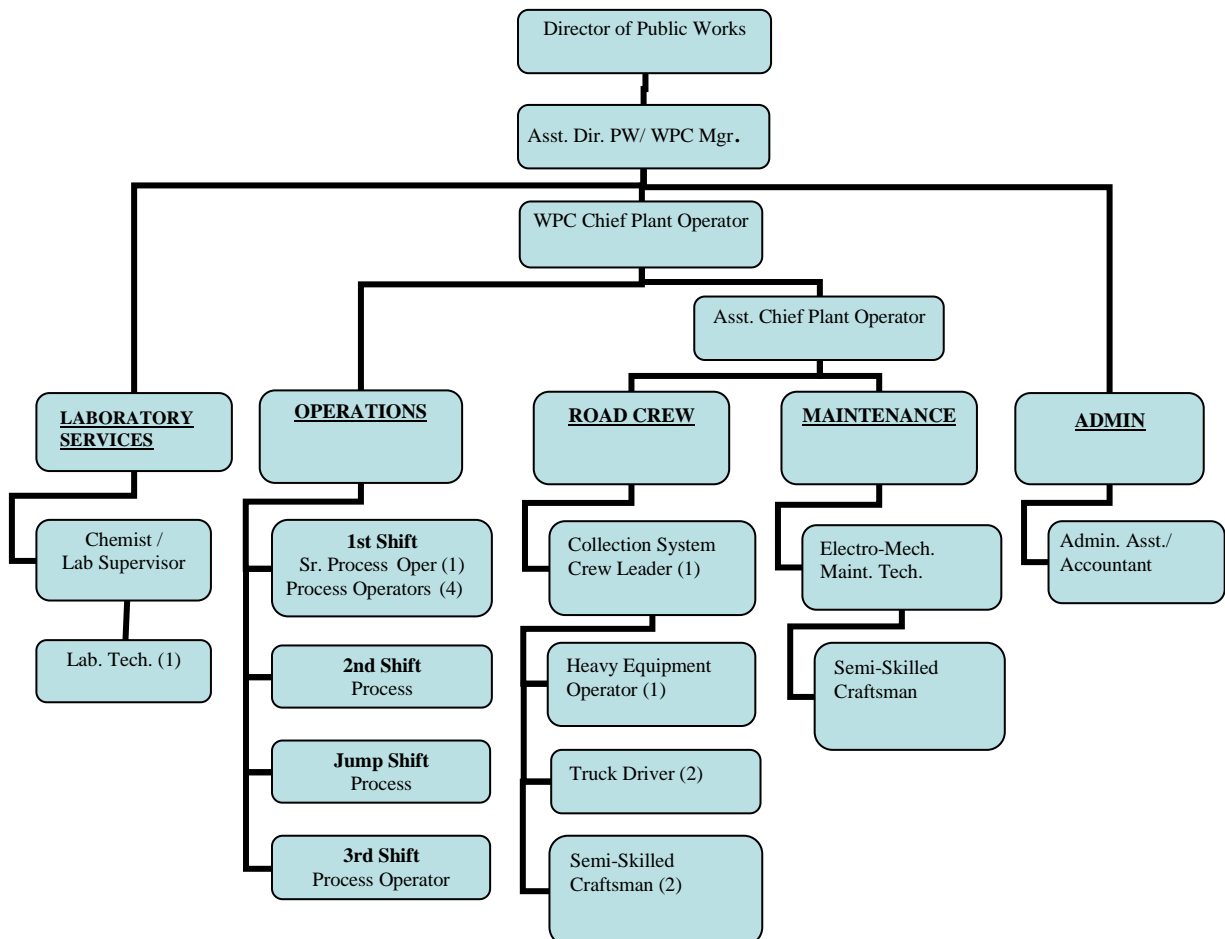 Director of Public Works
Asst. Dir. PW/ WPC Mgr.
WPC Chief Plant Operator
Asst. Chief Plant Operator
LABORATORY
SERVICES
Chemist /
Lab Supervisor
Lab. Tech. (1)
OPERATIONS
1st Shift
Sr. Process Oper (1)
Process Operators (4)
2nd Shift
Process
Jump Shift
Process
3rd Shift
Process Operator
ROAD CREW
Collection System
Crew Leader (1)
Heavy Equipment
Operator (1)
Truck Driver (2)
Semi-Skilled
Craftsman (2)
MAINTENANCE
Electro-Mech.
Maint. Tech.
Semi-Skilled
Craftsman
ADMIN
Admin. Asst./
Accountant